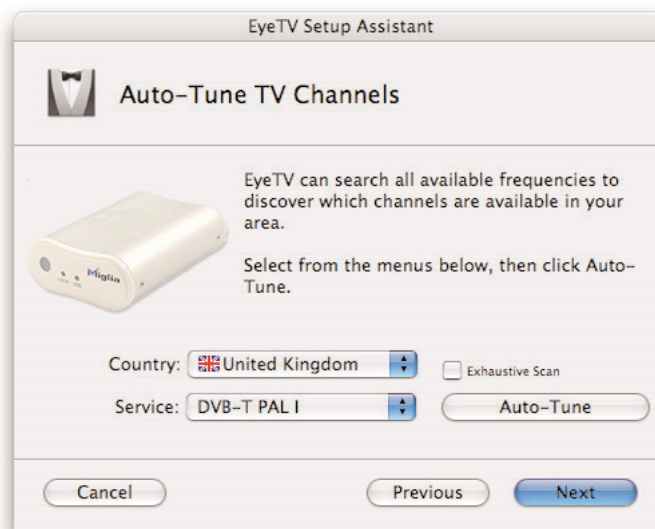 EyeTV Setup Assistant
Auto-Tune TV Channels
EyeTV can search all available frequencies to
discover which channels are available in your
area.
Select from the menus below, then click Auto-
Tune.
Miglia
Country: United Kingdom
Exhaustive Scan
Service: DVB-T PAL I
Auto-Tune
Cancel
Previous
Next